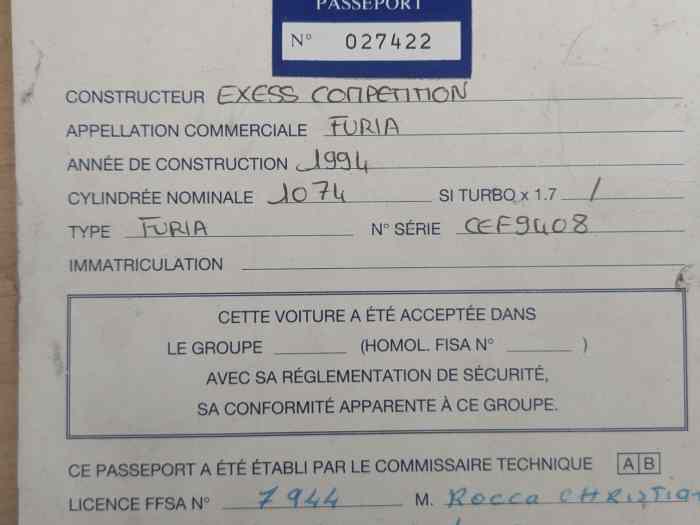 PASSEPORT
N° 027422
CONSTRUCTEUR EXESS COMPETITION
APPELLATION COMMERCIALE FURIA
ANNÉE DE CONSTRUCTION 1994
CYLINDRÉE NOMINALE 1074 SI TURBO x 1.7 /
TYPE FURIA N° SÉRIE CEF9408
IMMATRICULATION
CETTE VOITURE A ÉTÉ ACCEPTÉE DANS
LE GROUPE (HOMOL. FISA N° )
AVEC SA RÉGLEMENTATION DE SÉCURITÉ,
SA CONFORMITÉ APPARENTE À CE GROUPE.
CE PASSEPORT A ÉTÉ ÉTABLI PAR LE COMMISSAIRE TECHNIQUE A B
LICENCE FFSA N° 7944 M. Rocca CHRISTIA